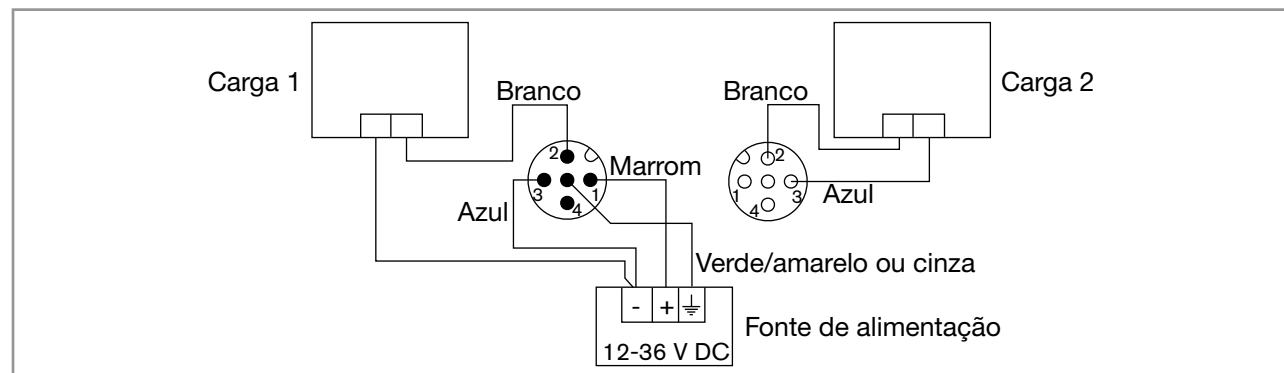 Carga 1
Branco
2
Marrom
3
1
4
Azul
Branco
Carga 2
2
1
3
4
Azul
Verde/amarelo ou cinza
- +
Fonte de alimentação
12-36 V DC